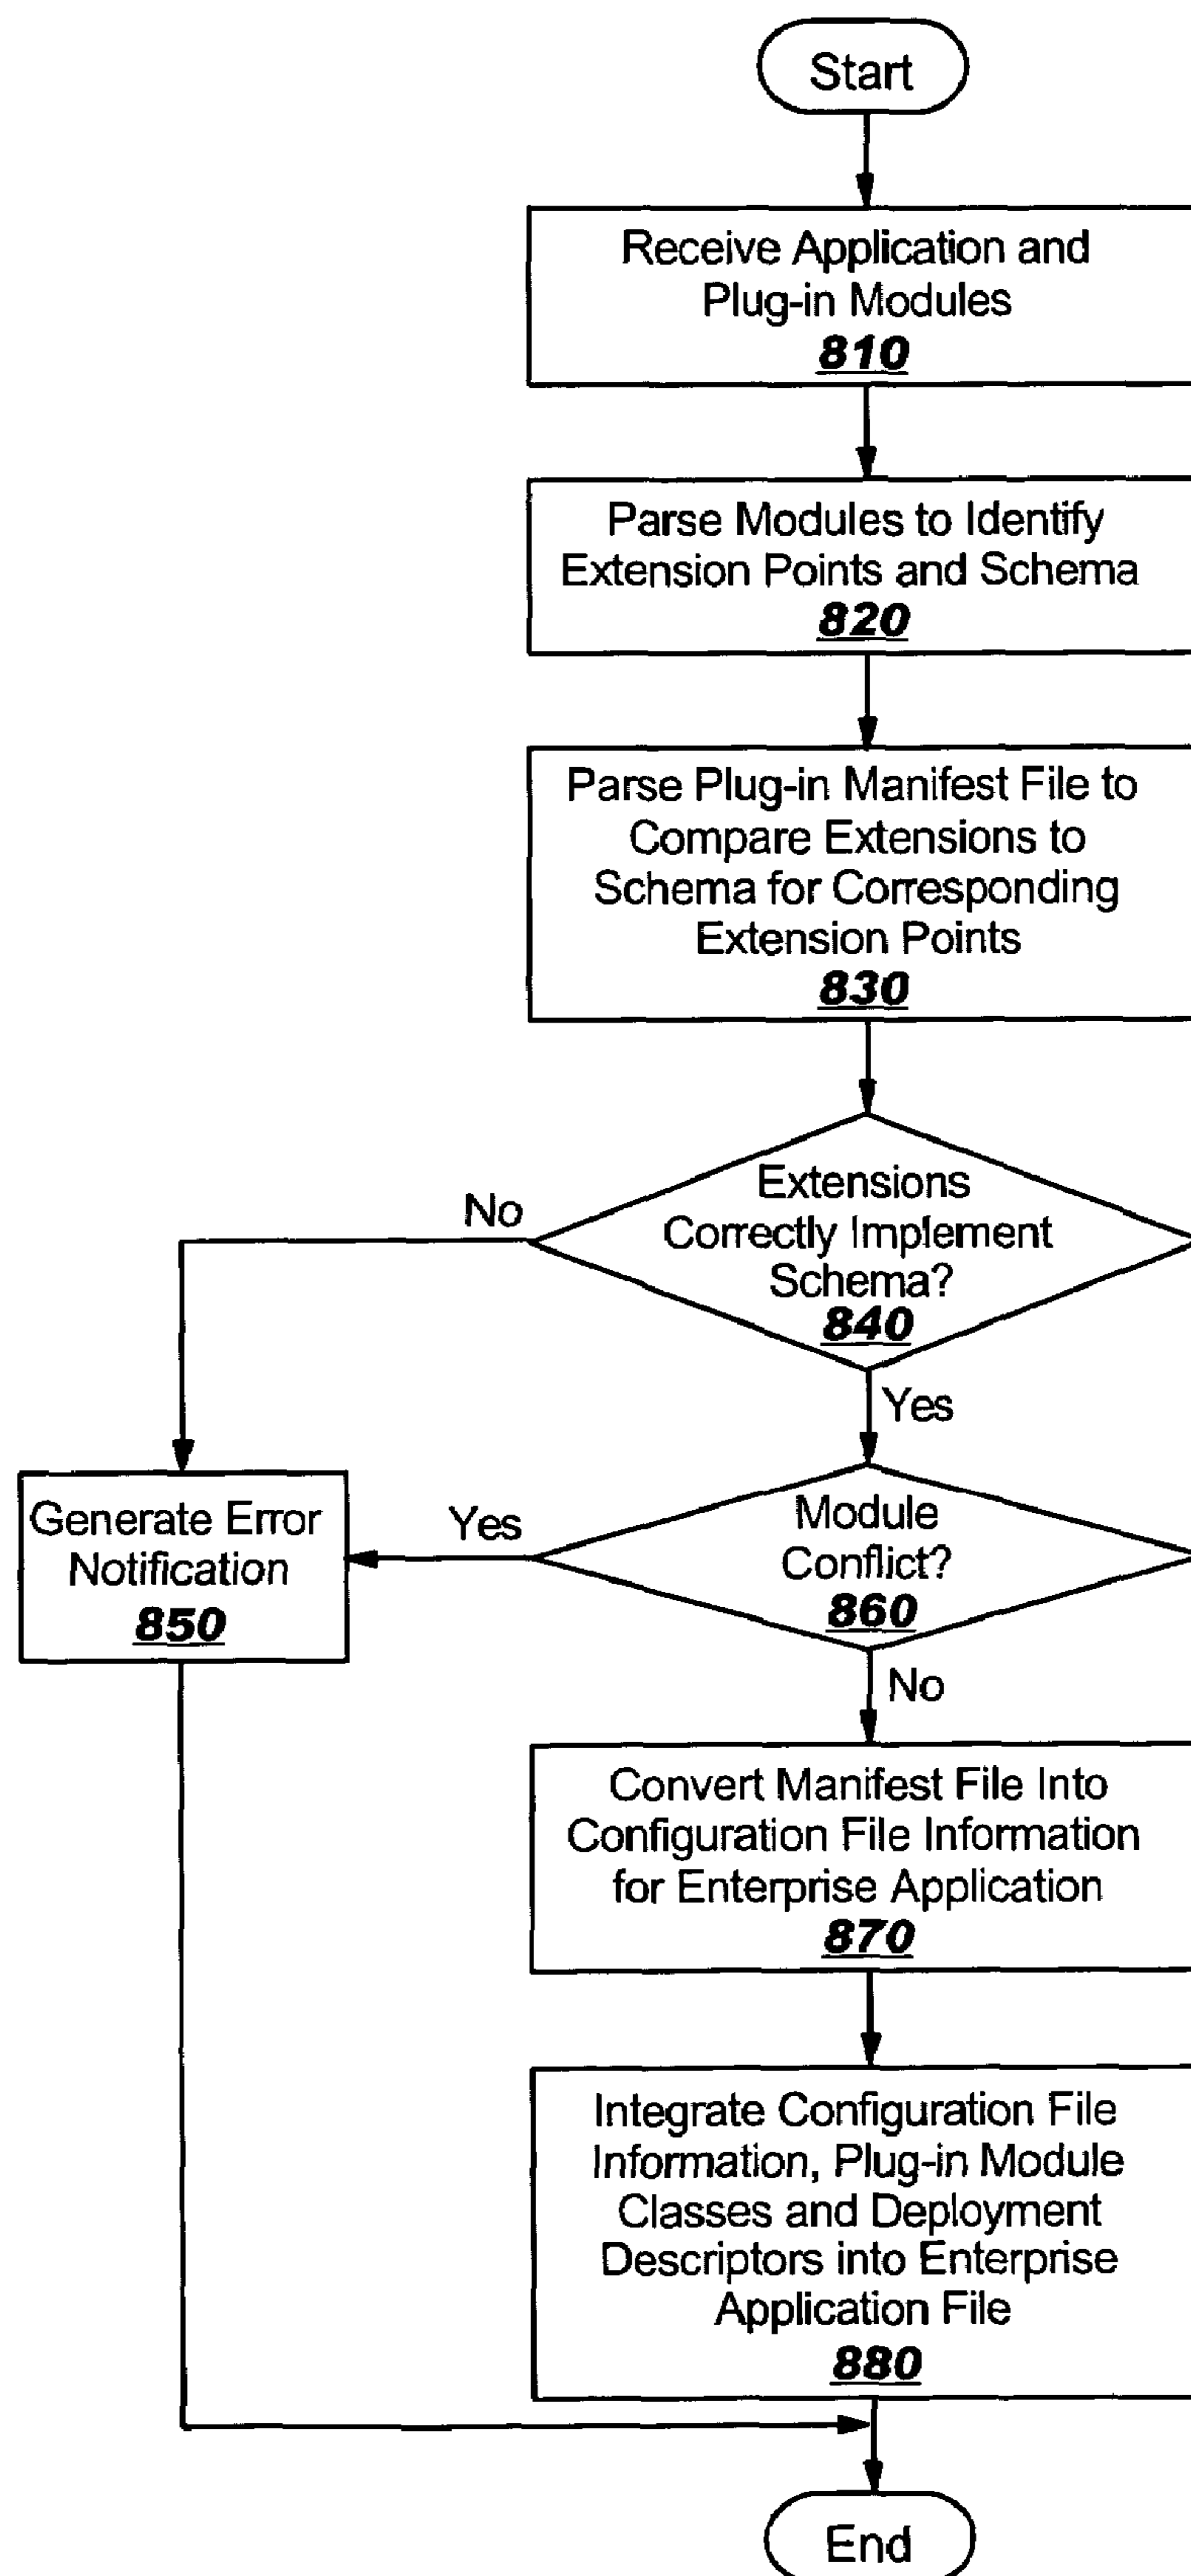 Start
Receive Application and
Plug-in Modules
810
Parse Modules to Identify
Extension Points and Schema
820
Parse Plug-in Manifest File to
Compare Extensions to
Schema for Corresponding
Extension Points
830
Extensions
Correctly Implement
Schema?
840
No
Yes
Generate Error
Notification
850
Yes
Module
Conflict?
860
No
Convert Manifest File Into
Configuration File Information
for Enterprise Application
870
Integrate Configuration File
Information, Plug-in Module
Classes and Deployment
Descriptors into Enterprise
Application File
880
End